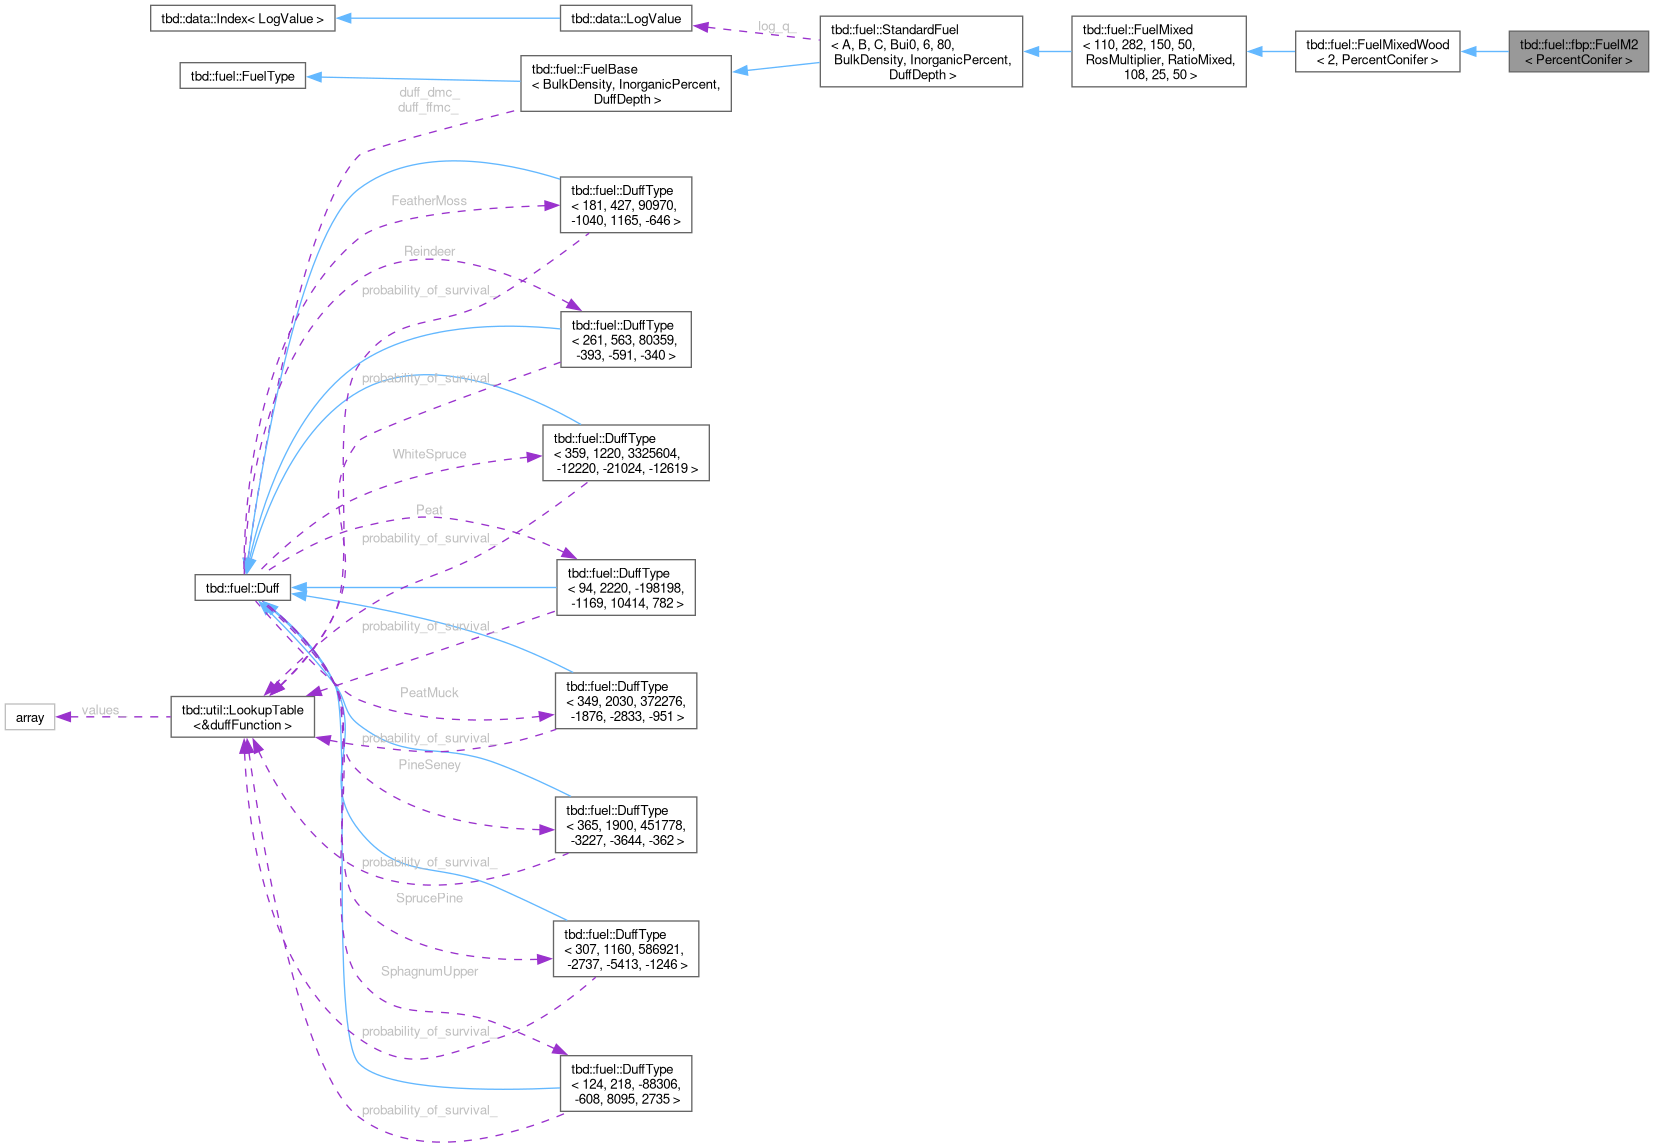 tbd::data::Index< LogValue >
tbd::data::LogValue
log_q_
tbd::fuel::StandardFuel
< A, B, C, Bui0, 6, 80,
BulkDensity, InorganicPercent,
DuffDepth >
tbd::fuel::FuelMixed
< 110, 282, 150, 50,
RosMultiplier, RatioMixed,
108, 25, 50 >
tbd::fuel::FuelMixedWood
< 2, PercentConifer >
tbd::fuel::fbp::FuelM2
< PercentConifer >
tbd::fuel::FuelType
tbd::fuel::FuelBase
< BulkDensity, InorganicPercent,
DuffDepth >
duff_dmc_
duff_ffmc_
tbd::fuel::DuffType
< 181, 427, 90970,
-1040, 1165, -646 >
FeatherMoss
Reindeer
probability_of_survival_
tbd::fuel::DuffType
< 261, 563, 80359,
-393, -591, -340 >
probability_of_survival_
tbd::fuel::DuffType
< 359, 1220, 3325604,
-12220, -21024, -12619 >
WhiteSpruce
Peat
probability_of_survival_
tbd::fuel::Duff
tbd::fuel::DuffType
< 94, 2220, -198198,
-1169, 10414, 782 >
probability_of_survival_
tbd::fuel::DuffType
< 349, 2030, 372276,
-1876, -2833, -951 >
PeatMuck
array
values
tbd::util::LookupTable
<&duffFunction >
probability_of_survival_
PineSeney
tbd::fuel::DuffType
< 365, 1900, 451778,
-3227, -3644, -362 >
probability_of_survival_
SprucePine
tbd::fuel::DuffType
< 307, 1160, 586921,
-2737, -5413, -1246 >
SphagnumUpper
probability_of_survival_
tbd::fuel::DuffType
< 124, 218, -88306,
-608, 8095, 2735 >
probability_of_survival_